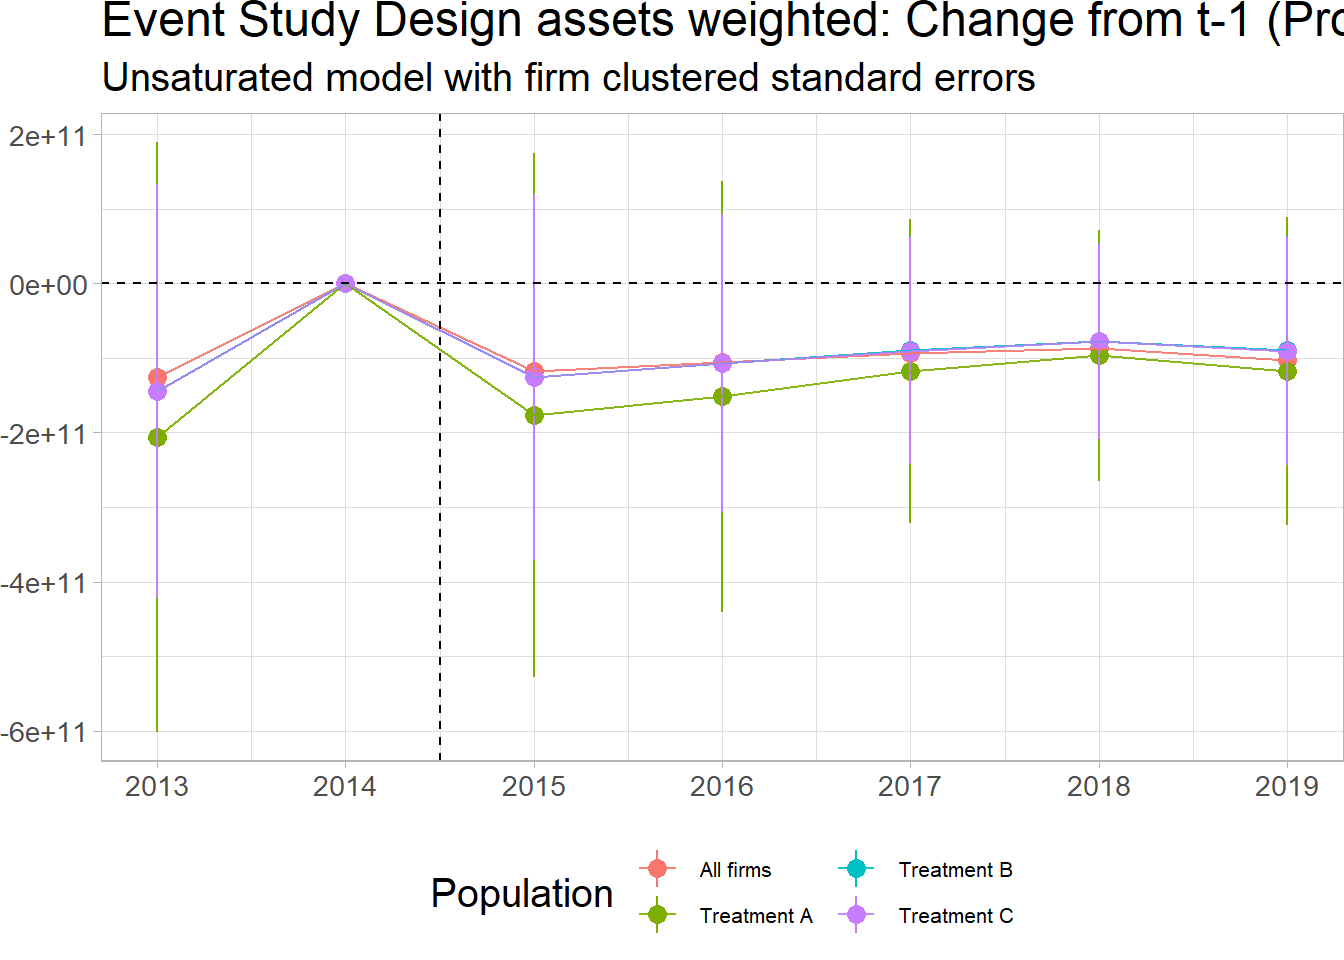 Event Study Design assets weighted: Change from t-1 (Pro
Unsaturated model with firm clustered standard errors
2e+11
0e+00
-2e+11
-4e+11
-6e+11
2013 2014 2015 2016 2017 2018 2019
Population
All firms
Treatment A
Treatment B
Treatment C